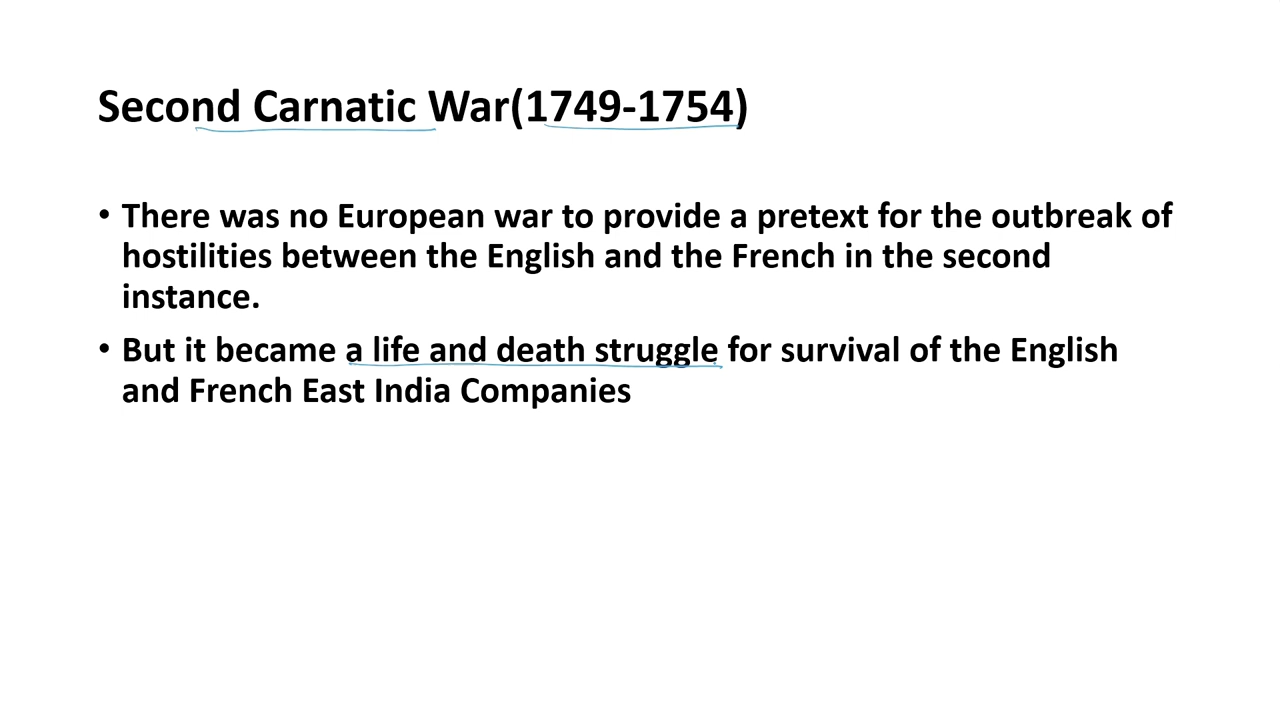 Second Carnatic War(1749-1754)
• There was no European war to provide a pretext for the outbreak of
hostilities between the English and the French in the second
instance.
• But it became a life and death struggle for survival of the English
and French East India Companies